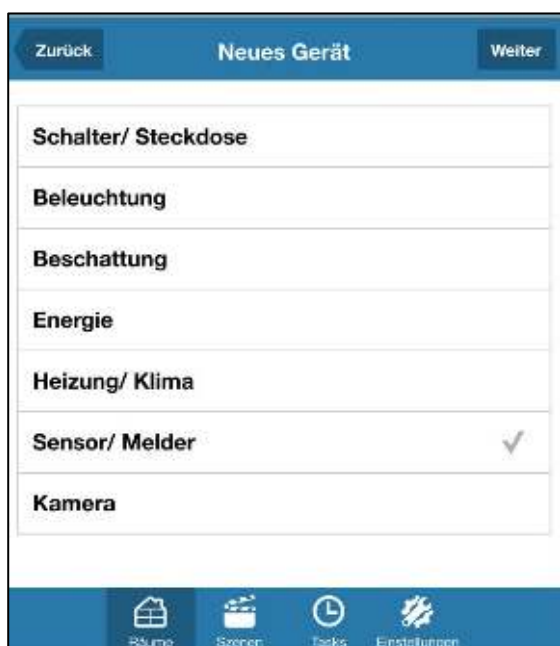 Zurück
Neues Gerät
Weiter
Schalter/ Steckdose
Beleuchtung
Beschattung
Energie
Heizung/ Klima
Sensor/ Melder
Kamera
Räume
Szenen
Tasks
Einstellungen